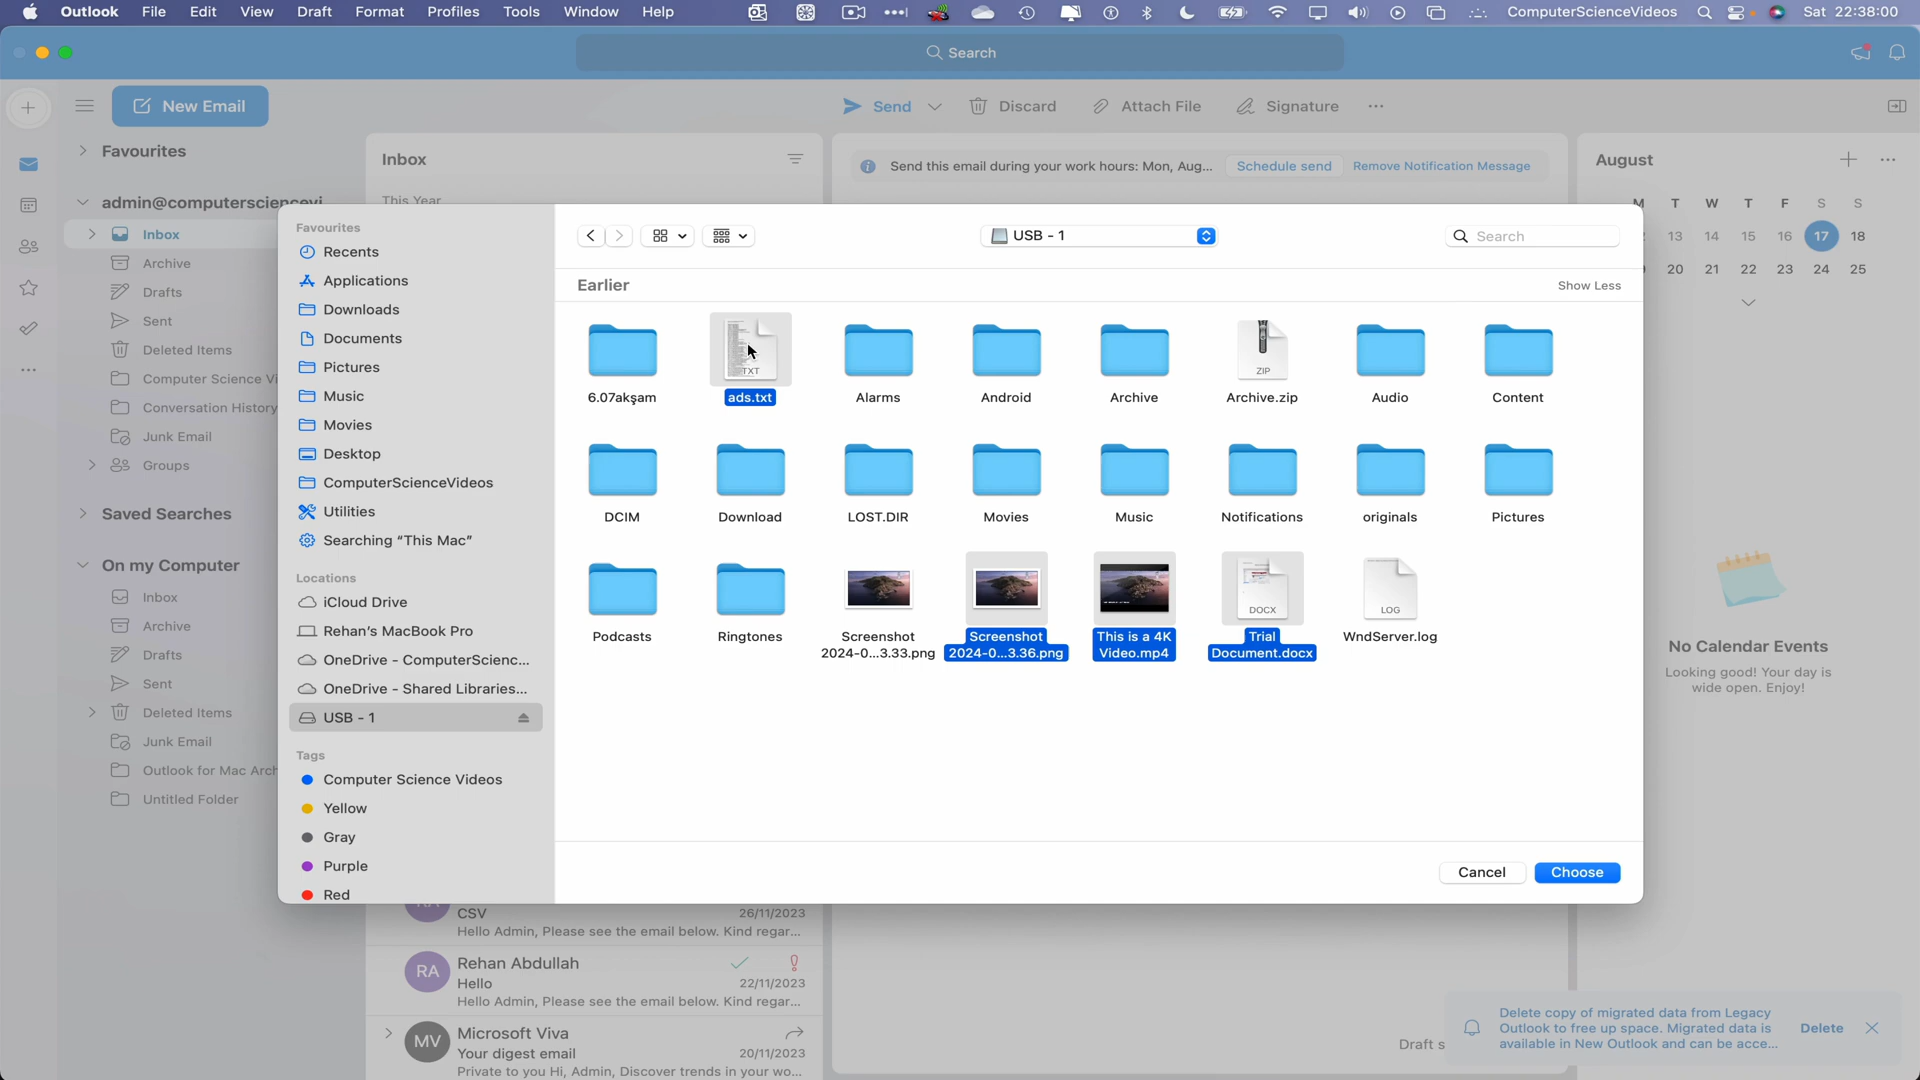 Outlook File Edit View Draft Format Profiles Tools Window Help
ComputerScienceVideos Sat 22:38:00
Search
New Email
Send Discard Attach File Signature
Favourites
admin@computersciencevi
Inbox
Archive
Drafts
Sent
Deleted Items
Computer Science Vi
Conversation History
Junk Email
Groups
Saved Searches
On my Computer
Inbox
Archive
Drafts
Sent
Deleted Items
Junk Email
Outlook for Mac Arch
Untitled Folder
Inbox
This Year
Send this email during your work hours: Mon, Aug... Schedule send Remove Notification Message
August
M T W T F S S
13 14 15 16 17 18
20 21 22 23 24 25
No Calendar Events
Looking good! Your day is
wide open. Enjoy!
Favourites
Recents
Applications
Downloads
Documents
Pictures
Music
Movies
Desktop
ComputerScienceVideos
Utilities
Searching “This Mac”
Locations
iCloud Drive
Rehan's MacBook Pro
OneDrive - ComputerScienc...
OneDrive - Shared Libraries...
USB - 1
Tags
Computer Science Videos
Yellow
Gray
Purple
Red
USB - 1
Search
Earlier
Show Less
TXT
ZIP
6.07akşam ads.txt Alarms Android Archive Archive.zip Audio Content
DCIM Download LOST.DIR Movies Music Notifications originals Pictures
DOCX
LOG
Podcasts Ringtones Screenshot Screenshot This is a 4K Trial WndServer.log
2024-0...3.33.png 2024-0...3.36.png Video.mp4 Document.docx
Cancel Choose
CSV 26/11/2023
Hello Admin, Please see the email below. Kind regar...
RA Rehan Abdullah
Hello 22/11/2023
Hello Admin, Please see the email below. Kind regar...
MV Microsoft Viva
Your digest email 20/11/2023
Private to you Hi, Admin, Discover trends in your wo...
Draft s
Delete copy of migrated data from Legacy
Outlook to free up space. Migrated data is
available in New Outlook and can be acce...
Delete